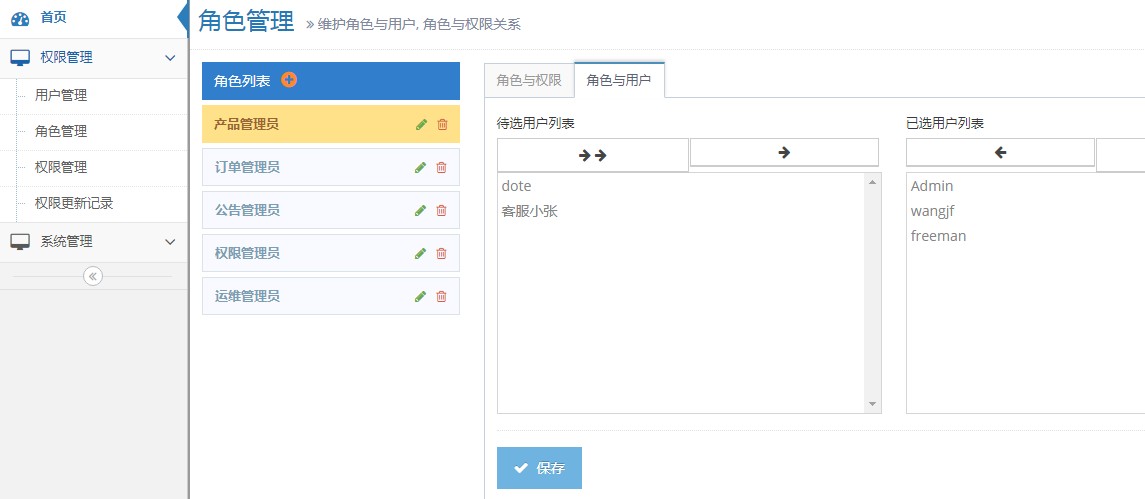 首页
权限管理
用户管理
角色管理
权限管理
权限更新记录
系统管理
角色管理 » 维护角色与用户, 角色与权限关系
角色列表
产品管理员
订单管理员
公告管理员
权限管理员
运维管理员
角色与权限 角色与用户
待选用户列表
dote
客服小张
已选用户列表
Admin
wangjf
freeman
保存